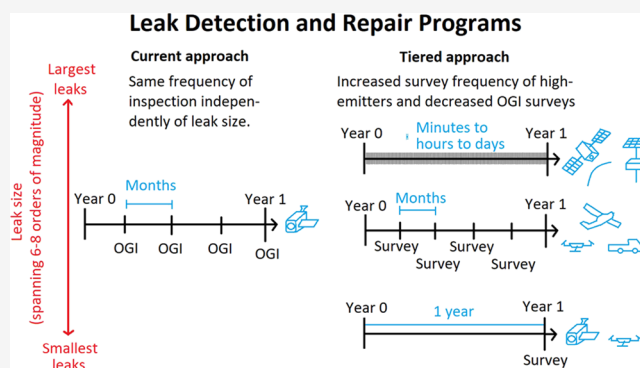 Leak Detection and Repair Programs
Current approach
Same frequency of
inspection indepen-
dently of leak size.
Tiered approach
Increased survey frequency of high-
emitters and decreased OGI surveys
Largest
leaks
Leak size
(spanning 6-8 orders of magnitude)
Smallest
leaks
Year 0
Months
Year 1
OGI
OGI
OGI
OGI
Year 0
Minutes to
hours to days
Year 1
Year 0
Months
Year 1
Survey
Survey
Survey
Survey
Year 0
1 year
Year 1
Survey